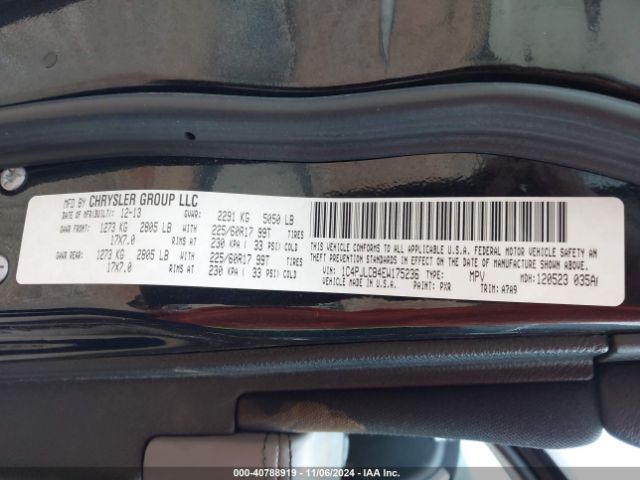 MFD BY CHRYSLER GROUP LLC
DATE OF MFR/BUILT: 12-13 GVWR: 2291 KG 5050 LB
GAWR FRONT: 1273 KG 2805 LB 225/60R17 99T TIRES
17X7.0 RIMS AT 230 KPA ( 33 PSI) COLD
GAWR REAR: 1273 KG 2805 LB 225/60R17 99T TIRES
17X7.0 RIMS AT 230 KPA ( 33 PSI) COLD
THIS VEHICLE CONFORMS TO ALL APPLICABLE U.S.A. FEDERAL MOTOR VEHICLE SAFETY AND
THEFT PREVENTION STANDARDS IN EFFECT ON THE DATE OF MANUFACTURE SHOWN ABOVE.
VIN: 1C4PJLCB4EW175236 TYPE: MPV MDH: 120523 035A
VEHICLE MADE IN U.S.A. PAINT: PXR TRIM: A7A9
000-40788919 - 11/06/2024 - IAA Inc.